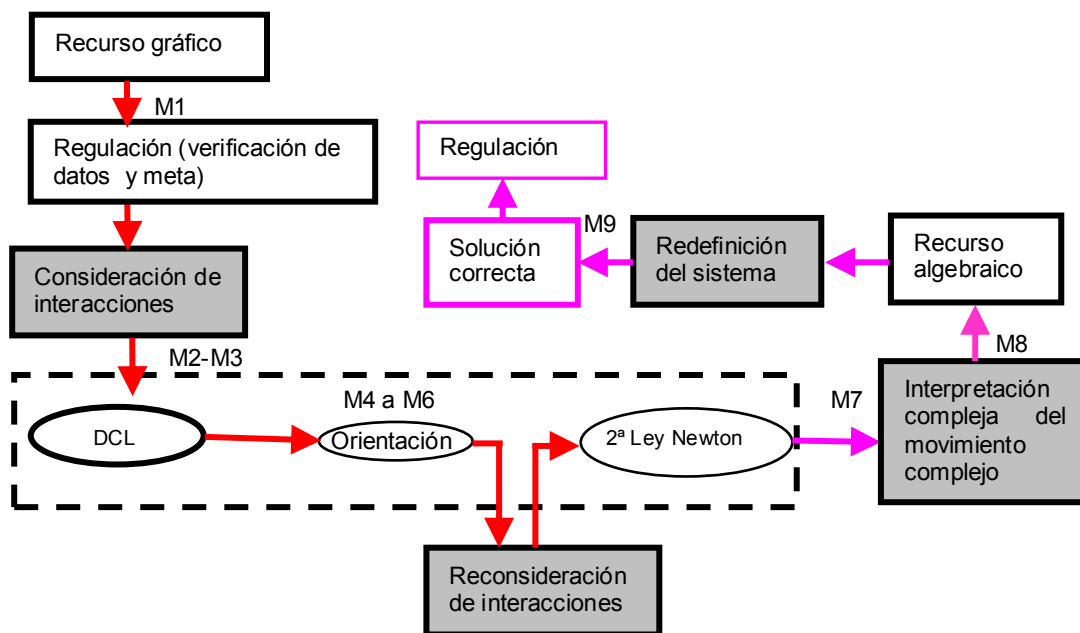 Recurso gráfico
M1
Regulación (verificación de
datos y meta)
Consideración de
interacciones
M2-M3
DCL
M4 a M6
Orientación
Reconsideración
de interacciones
2ª Ley Newton
M7
Interpretación
compleja del
movimiento
complejo
M8
Recurso
algebraico
Redefinición
del sistema
M9
Solución
correcta
Regulación